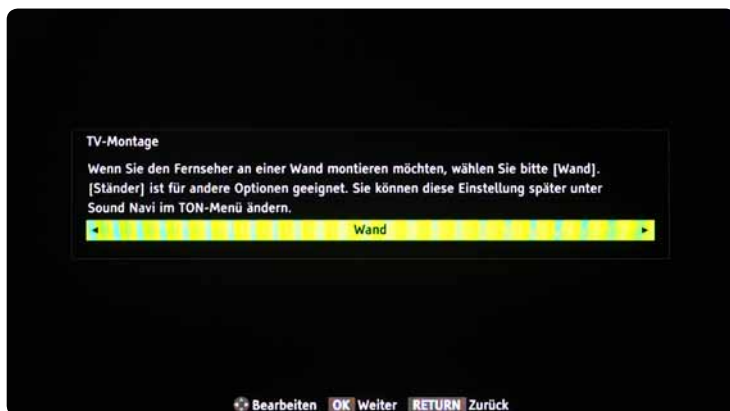 TV-Montage
Wenn Sie den Fernseher an einer Wand montieren möchten, wählen Sie bitte [Wand].
[Ständer] ist für andere Optionen geeignet. Sie können diese Einstellung später unter
Sound Navi im TON-Menü ändern.
Wand
Bearbeiten OK Weiter RETURN Zurück